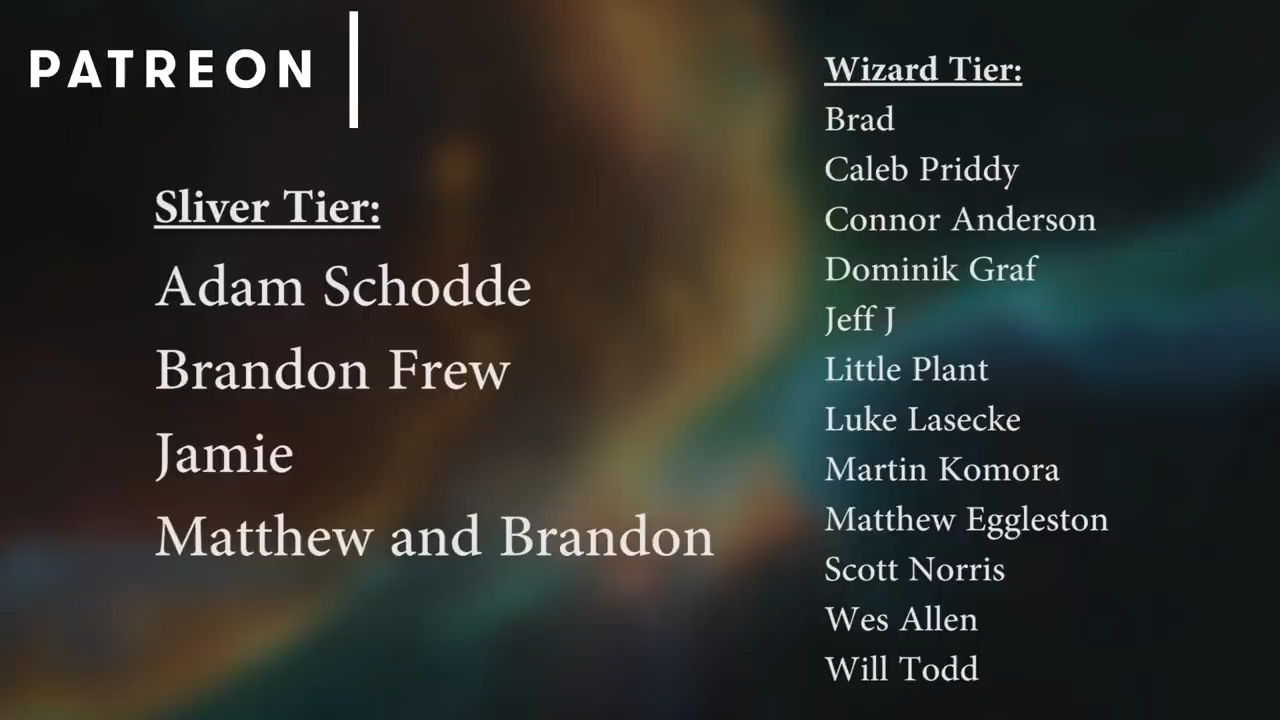 PATREON
Sliver Tier:
Adam Schodde
Brandon Frew
Jamie
Matthew and Brandon
Wizard Tier:
Brad
Caleb Priddy
Connor Anderson
Dominik Graf
Jeff J
Little Plant
Luke Lasecke
Martin Komora
Matthew Eggleston
Scott Norris
Wes Allen
Will Todd